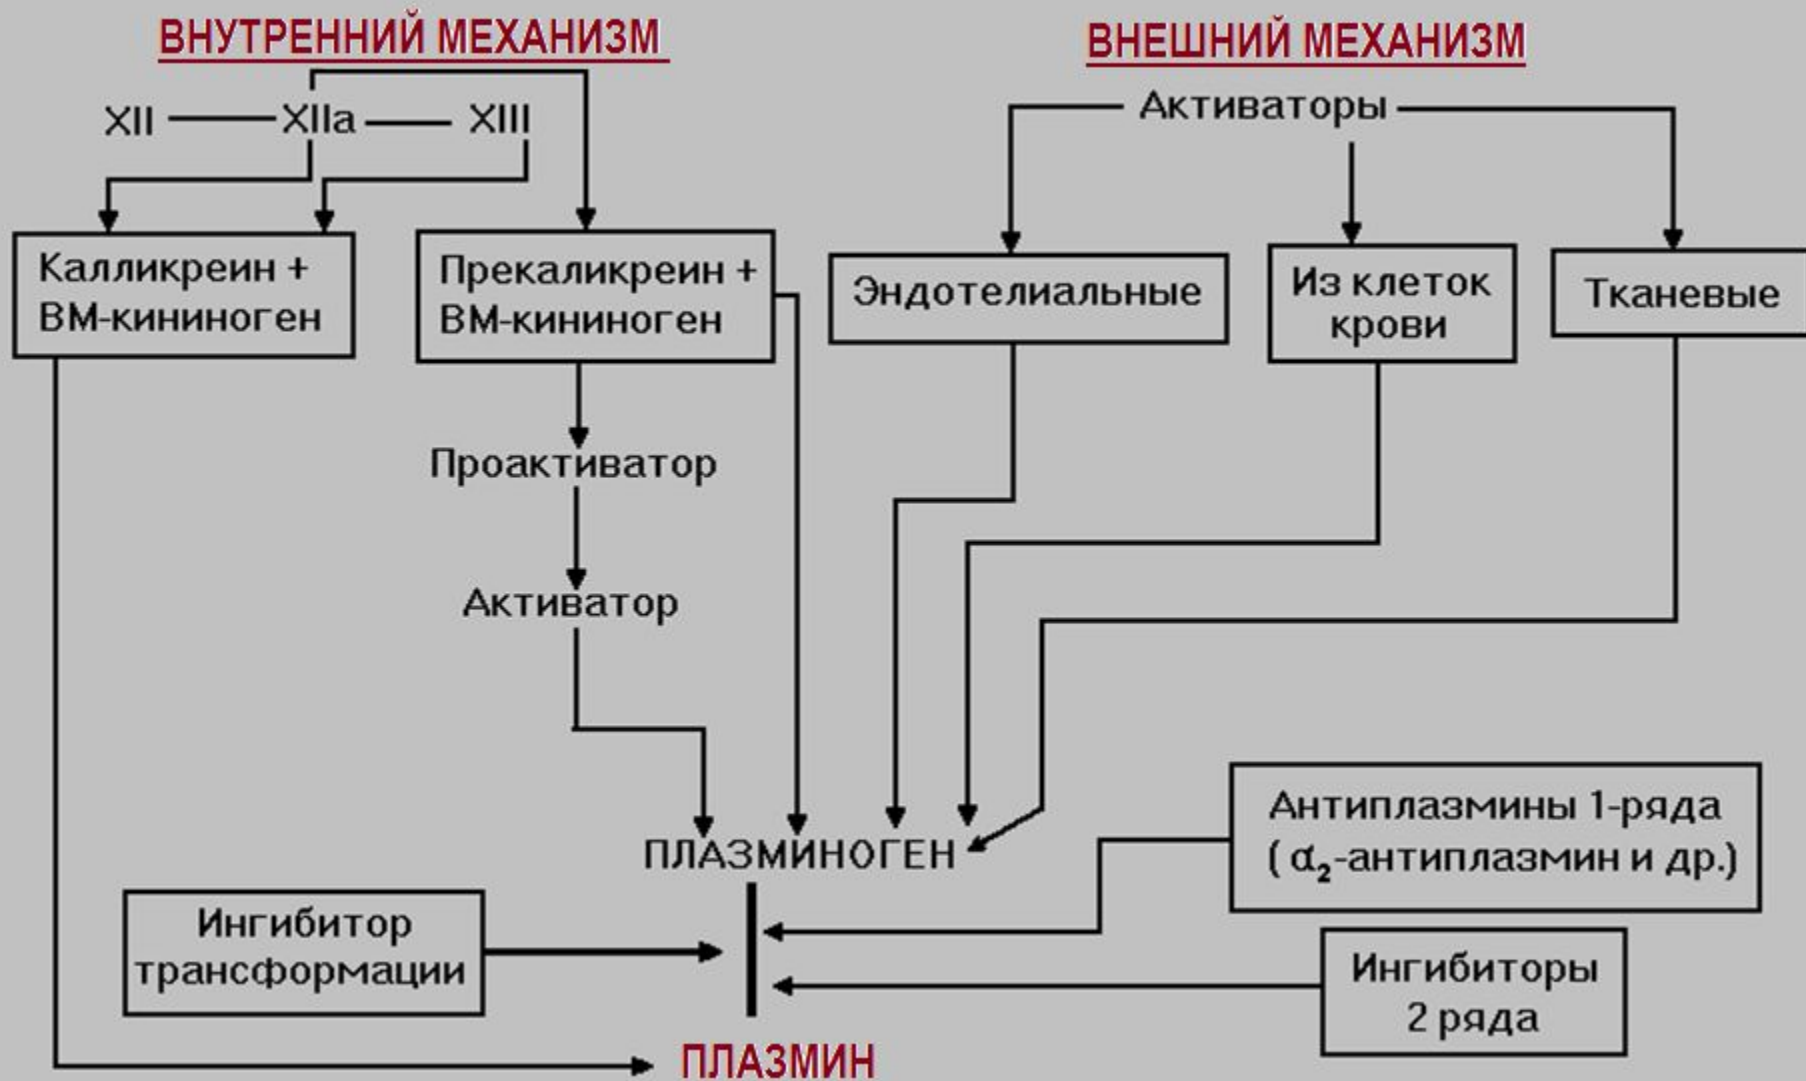 ВНУТРЕННИЙ МЕХАНИЗМ
ВНЕШНИЙ МЕХАНИЗМ
XII
XIIa
XIII
Активаторы
Калликреин +
ВМ-кининоген
Прекаликреин +
ВМ-кининоген
Эндотелиальные
Из клеток
крови
Тканевые
Проактиватор
Активатор
ПЛАЗМИНОГЕН
Антиплазмины 1-ряда
( α₂-антиплазмин и др.)
Ингибитор
трансформации
Ингибиторы
2 ряда
ПЛАЗМИН